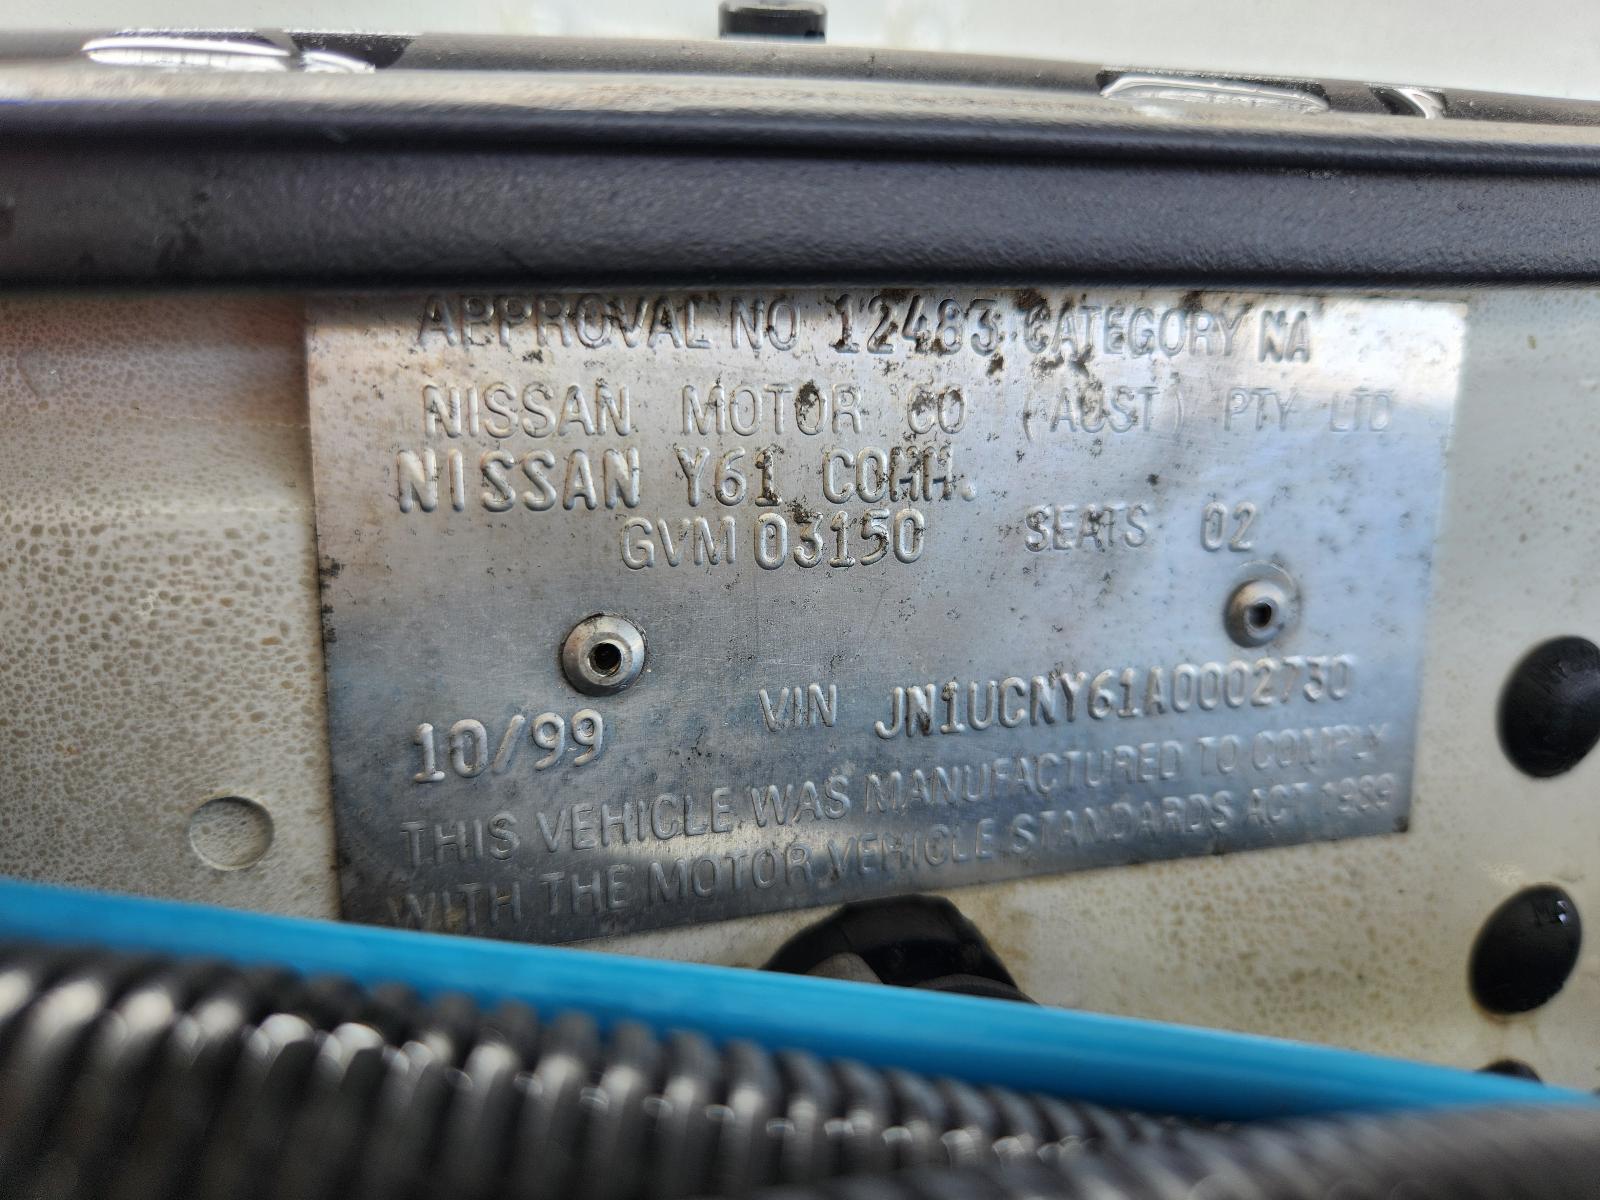 APPROVAL NO 12483 CATEGORY NA
NISSAN MOTOR CO (AUST) PTY LTD
NISSAN Y61 COMM.
GVM 03150 SEATS 02
10/99 VIN JN1UCNY61A0002730
THIS VEHICLE WAS MANUFACTURED TO COMPLY
WITH THE MOTOR VEHICLE STANDARDS ACT 1989